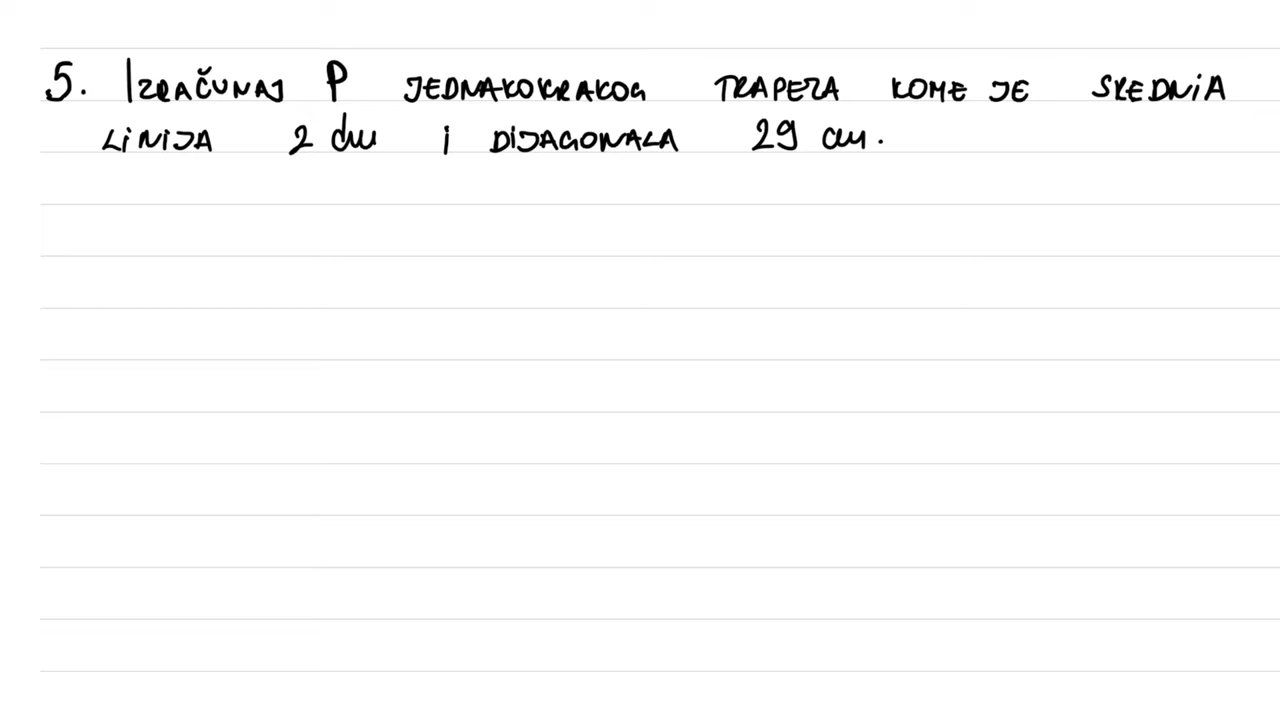 5. IZRAČUNAJ P JEDNAKOKRAKOG TRAPEZA KOME JE SREDNJA
LINIJA 2 dm i DIJAGONALA 29 cm.